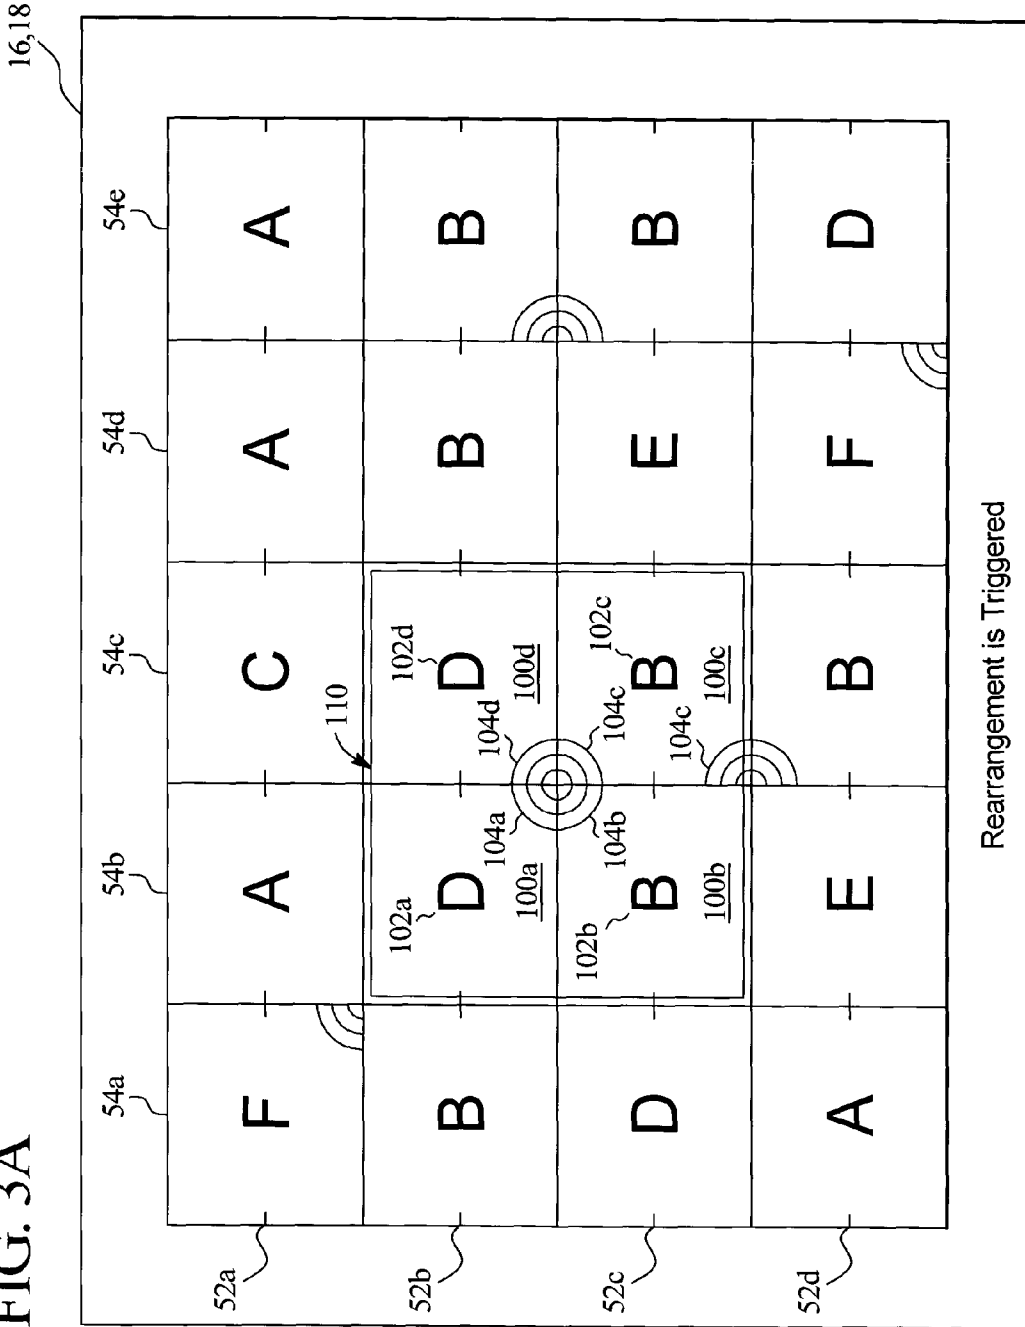 FIG. 3A
16,18
54a 54b 54c 54d 54e
52a F A C A A
110
102a 102d
52b B D D B B
104a 104d
100a 100d
102b 104b 104c 102c
52c D B B E B
104c
100b 100c
52d A E B F D
Rearrangement is Triggered